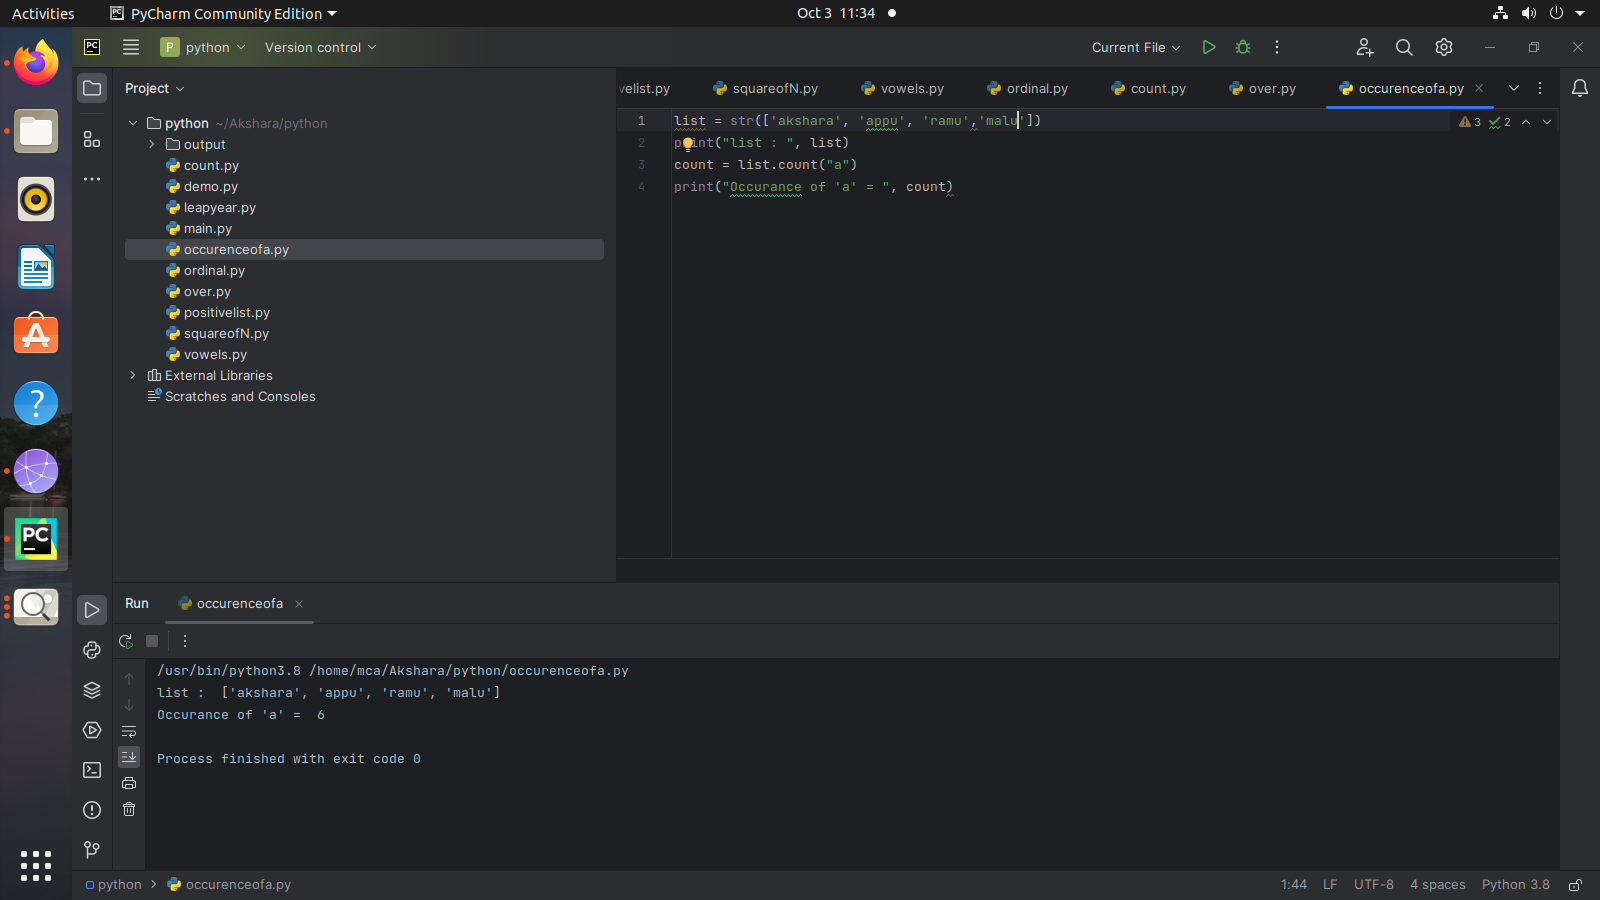 Activities PyCharm Community Edition Oct 3 11:34
PC P python Version control Current File
Project velist.py squareofN.py vowels.py ordinal.py count.py over.py occurenceofa.py
python ~/Akshara/python
output
count.py
demo.py
leapyear.py
main.py
occurenceofa.py
ordinal.py
over.py
positivelist.py
squareofN.py
vowels.py
External Libraries
Scratches and Consoles
1 list = str(['akshara', 'appu', 'ramu','malu']) 3 2
2 print("list : ", list)
3 count = list.count("a")
4 print("Occurance of 'a' = ", count)
PC
Run occurenceofa
/usr/bin/python3.8 /home/mca/Akshara/python/occurenceofa.py
list :  ['akshara', 'appu', 'ramu', 'malu']
Occurance of 'a' =  6
Process finished with exit code 0
python occurenceofa.py 1:44 LF UTF-8 4 spaces Python 3.8